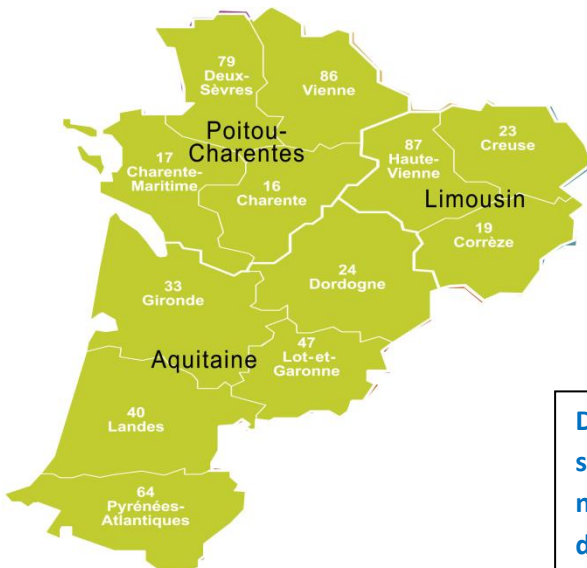 79
Deux-
Sèvres
86
Vienne
Poitou-
Charentes
17
Charente-
Maritime
16
Charente
87
Haute-
Vienne
23
Creuse
Limousin
19
Corrèze
33
Gironde
24
Dordogne
Aquitaine
47
Lot-et-
Garonne
40
Landes
64
Pyrénées-
Atlantiques